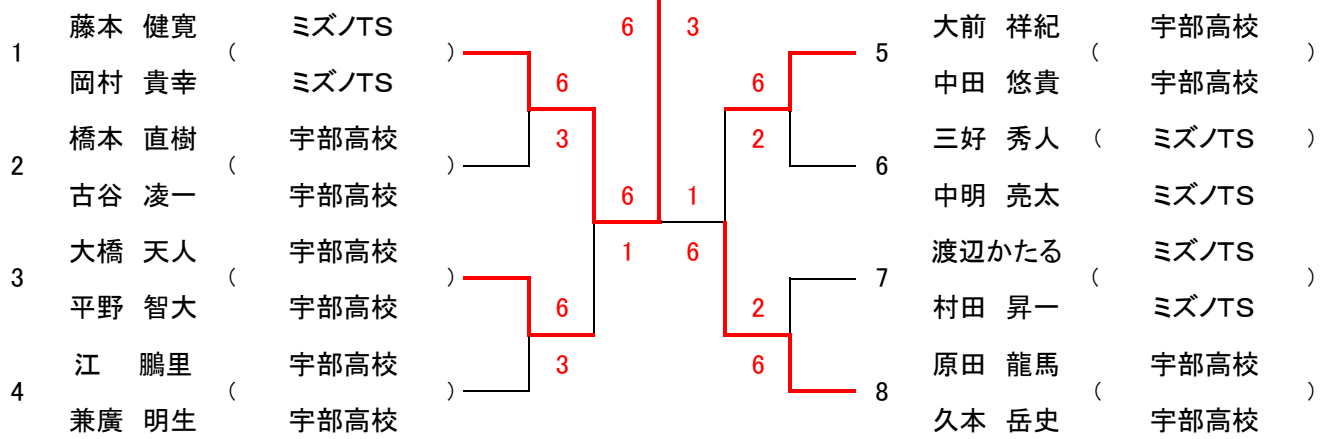 藤本 健寛 ミズノTS 6 3 大前 祥紀 宇部高校
1 ( ) 5 ( )
岡村 貴幸 ミズノTS 6 6 中田 悠貴 宇部高校
橋本 直樹 宇部高校 3 2 三好 秀人 ( ミズノTS )
2 ( ) 6
古谷 凌一 宇部高校 6 1 中明 亮太 ミズノTS
大橋 天人 宇部高校 1 6 渡辺かたる ミズノTS
3 ( ) 7 ( )
平野 智大 宇部高校 6 2 村田 昇一 ミズノTS
江 鵬里 宇部高校 3 6 原田 龍馬 宇部高校
4 ( ) 8 ( )
兼廣 明生 宇部高校 久本 岳史 宇部高校